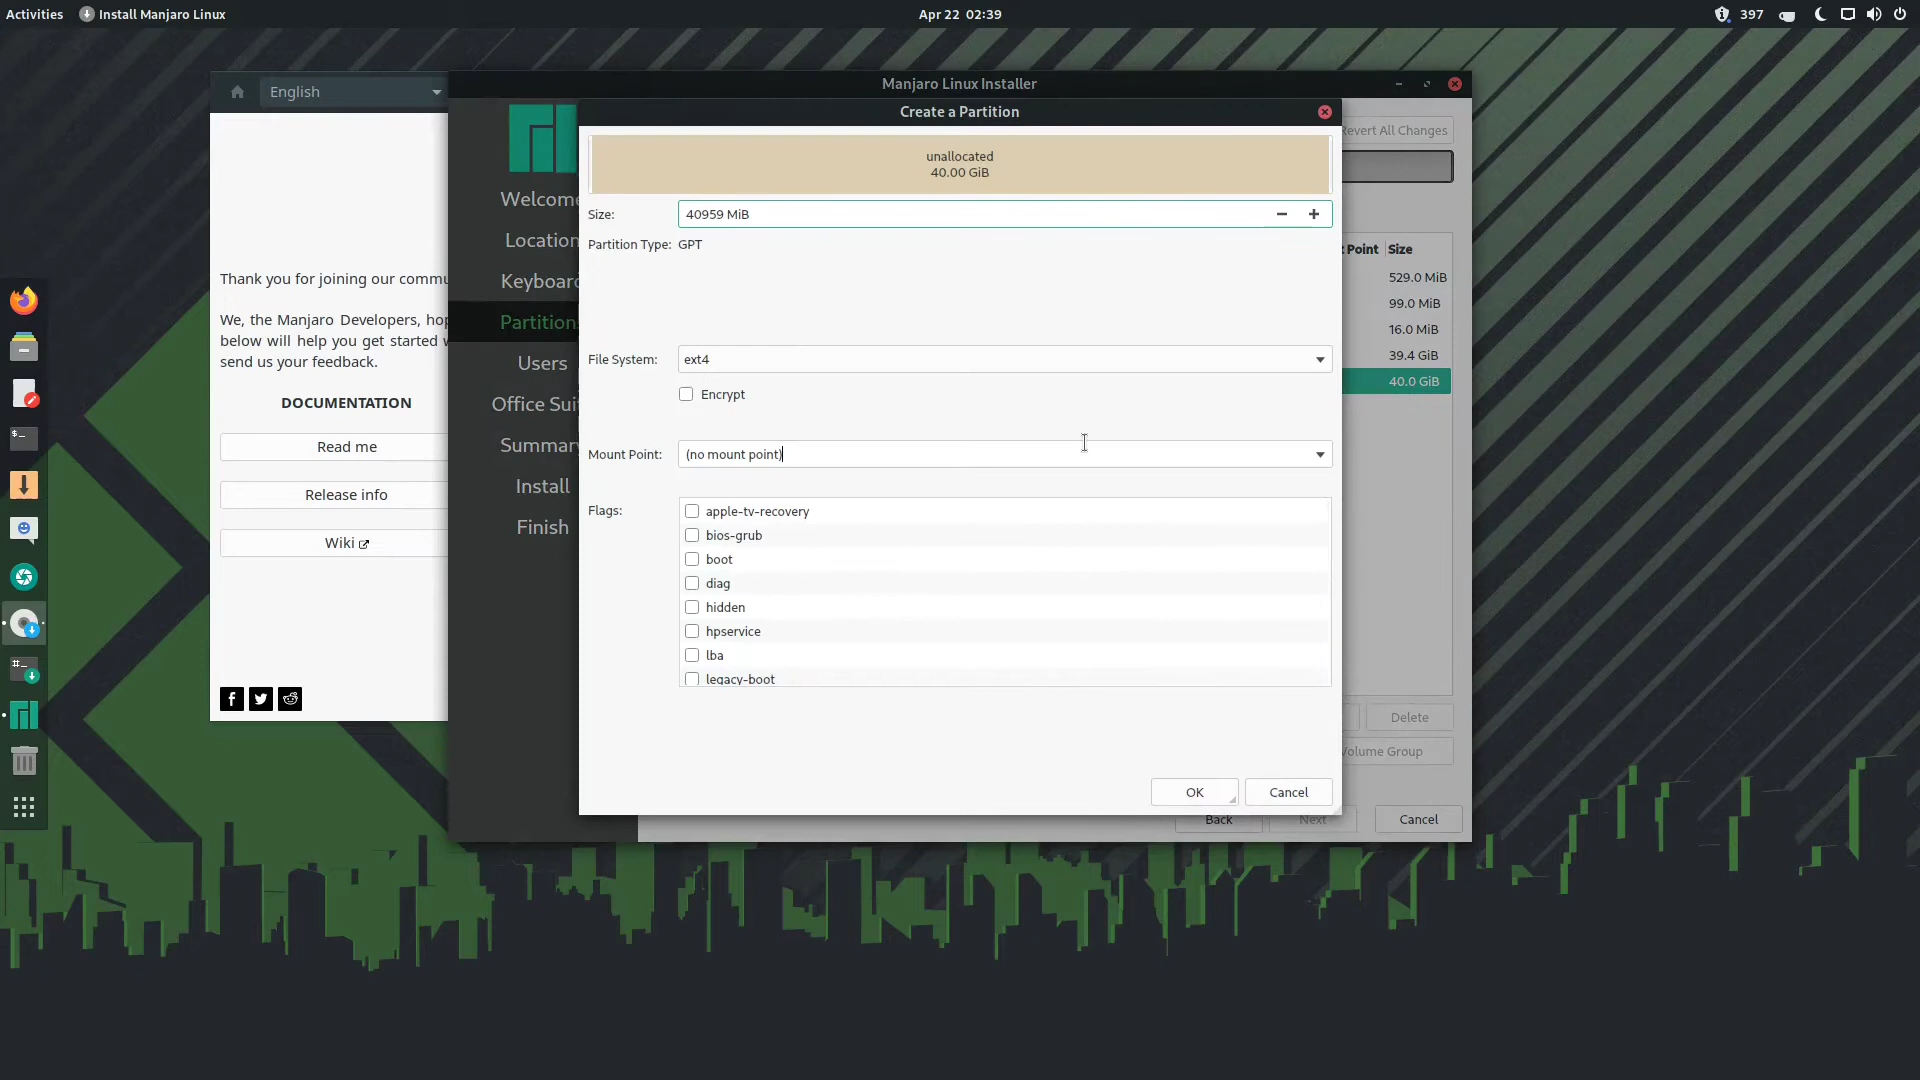 Activities
Install Manjaro Linux
Apr 22 02:39
397
English
Thank you for joining our commu
We, the Manjaro Developers, hop
below will help you get started w
send us your feedback.
DOCUMENTATION
Read me
Release info
Wiki
Manjaro Linux Installer
Welcome
Location
Keyboard
Partitions
Users
Office Suit
Summary
Install
Finish
Create a Partition
unallocated
40.00 GiB
Size:
40959 MiB
Partition Type:
GPT
File System:
ext4
Encrypt
Mount Point:
(no mount point)
Flags:
apple-tv-recovery
bios-grub
boot
diag
hidden
hpservice
lba
legacy-boot
OK
Cancel
Revert All Changes
Point
Size
529.0 MiB
99.0 MiB
16.0 MiB
39.4 GiB
40.0 GiB
Delete
Volume Group
Back
Next
Cancel